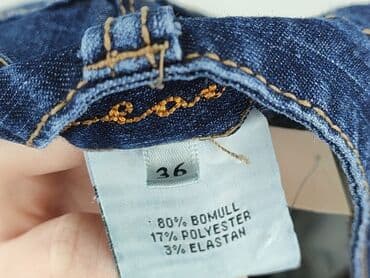 36
80% BOMULL
17% POLYESTER
3% ELASTAN